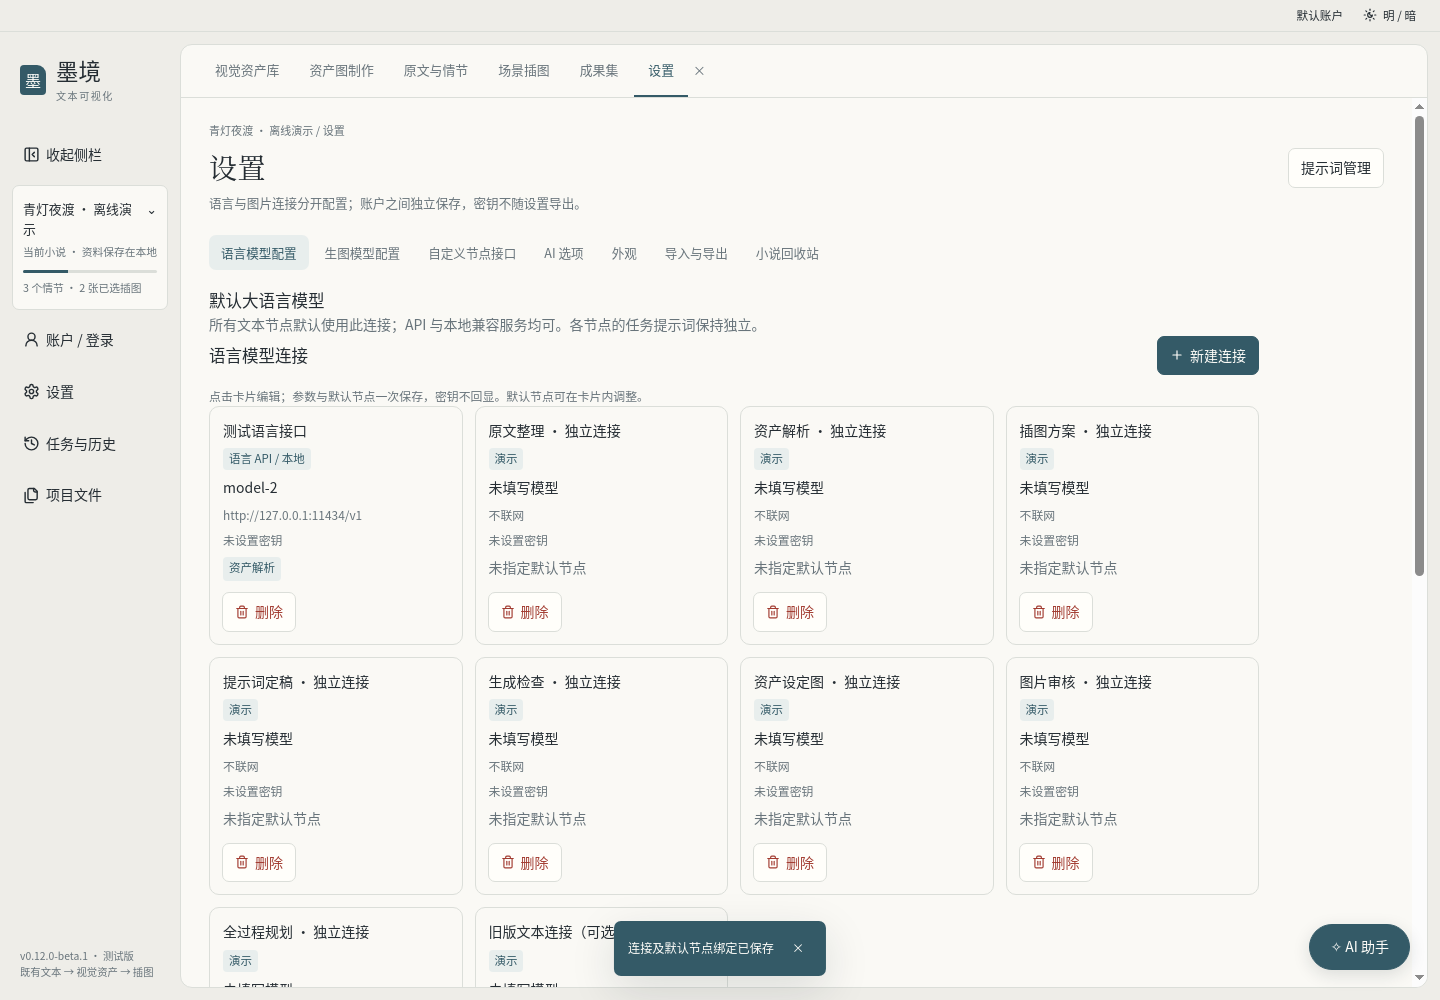 默认账户
明 / 暗
墨
墨境
文本可视化
收起侧栏
青灯夜渡 · 离线演示
当前小说 · 资料保存在本地
3 个情节 · 2 张已选插图
账户 / 登录
设置
任务与历史
项目文件
v0.12.0-beta.1 · 测试版
既有文本 → 视觉资产 → 插图
视觉资产库
资产图制作
原文与情节
场景插图
成果集
设置
青灯夜渡 · 离线演示 / 设置
设置
语言与图片连接分开配置；账户之间独立保存，密钥不随设置导出。
提示词管理
语言模型配置
生图模型配置
自定义节点接口
AI 选项
外观
导入与导出
小说回收站
默认大语言模型
所有文本节点默认使用此连接；API 与本地兼容服务均可。各节点的任务提示词保持独立。
语言模型连接
新建连接
点击卡片编辑；参数与默认节点一次保存，密钥不回显。默认节点可在卡片内调整。
测试语言接口
语言 API / 本地
model-2
http://127.0.0.1:11434/v1
未设置密钥
资产解析
删除
原文整理 · 独立连接
演示
未填写模型
不联网
未设置密钥
未指定默认节点
删除
资产解析 · 独立连接
演示
未填写模型
不联网
未设置密钥
未指定默认节点
删除
插图方案 · 独立连接
演示
未填写模型
不联网
未设置密钥
未指定默认节点
删除
提示词定稿 · 独立连接
演示
未填写模型
不联网
未设置密钥
未指定默认节点
删除
生成检查 · 独立连接
演示
未填写模型
不联网
未设置密钥
未指定默认节点
删除
资产设定图 · 独立连接
演示
未填写模型
不联网
未设置密钥
未指定默认节点
删除
图片审核 · 独立连接
演示
未填写模型
不联网
未设置密钥
未指定默认节点
删除
全过程规划 · 独立连接
演示
旧版文本连接（可选
演示
连接及默认节点绑定已保存
AI 助手